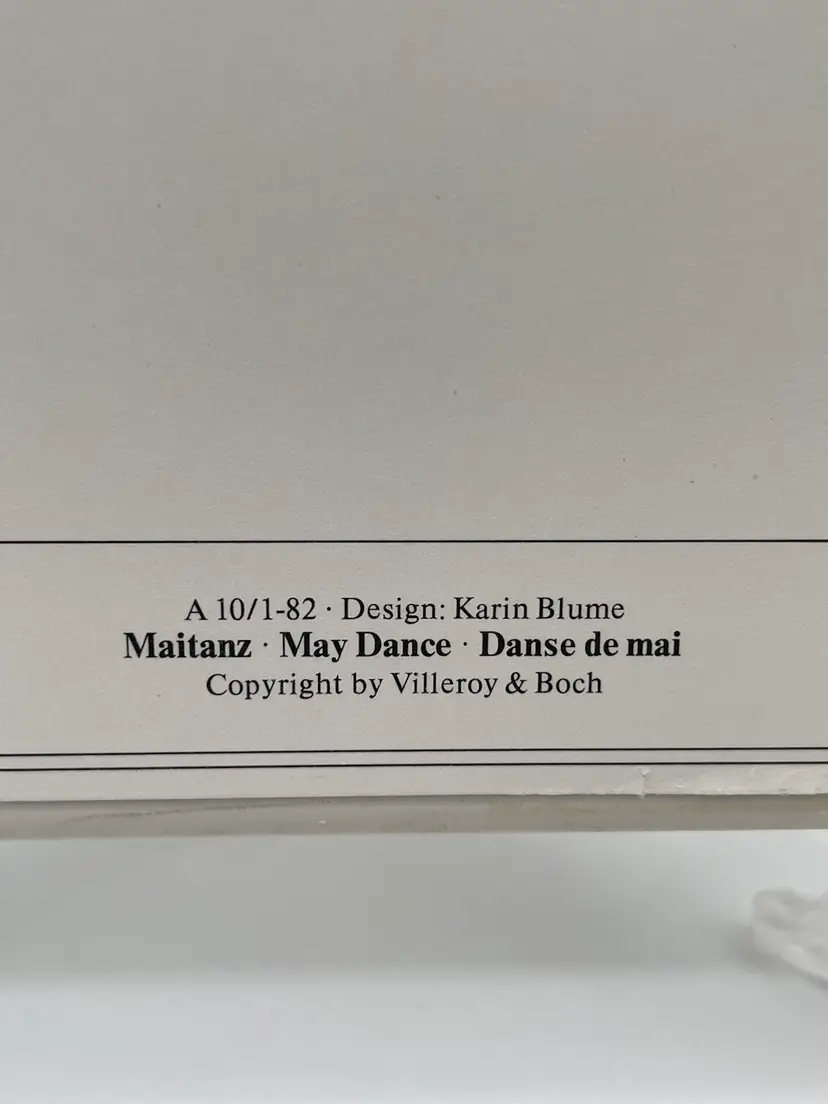 A 10/1-82 · Design: Karin Blume
Maitanz · May Dance · Danse de mai
Copyright by Villeroy & Boch